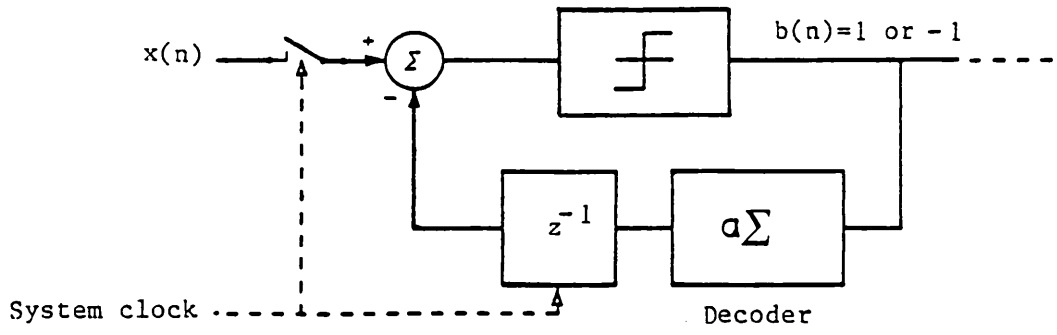 b(n)=1 or -1
x(n)
+
Σ
-
z⁻¹
aΣ
System clock
Decoder